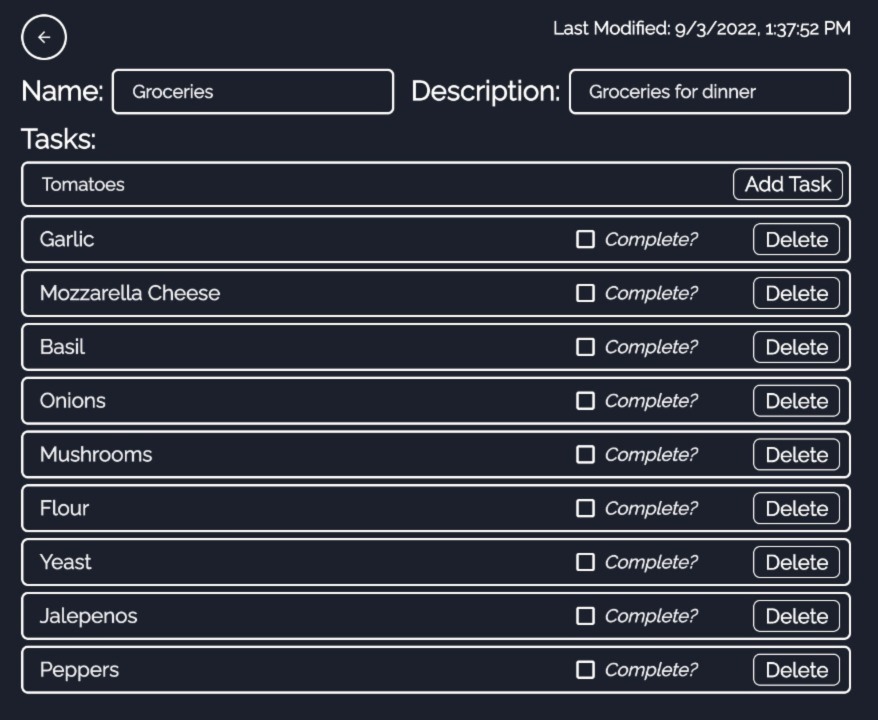 Last Modified: 9/3/2022, 1:37:52 PM
Name: Groceries Description: Groceries for dinner
Tasks:
Tomatoes Add Task
Garlic Complete? Delete
Mozzarella Cheese Complete? Delete
Basil Complete? Delete
Onions Complete? Delete
Mushrooms Complete? Delete
Flour Complete? Delete
Yeast Complete? Delete
Jalepenos Complete? Delete
Peppers Complete? Delete